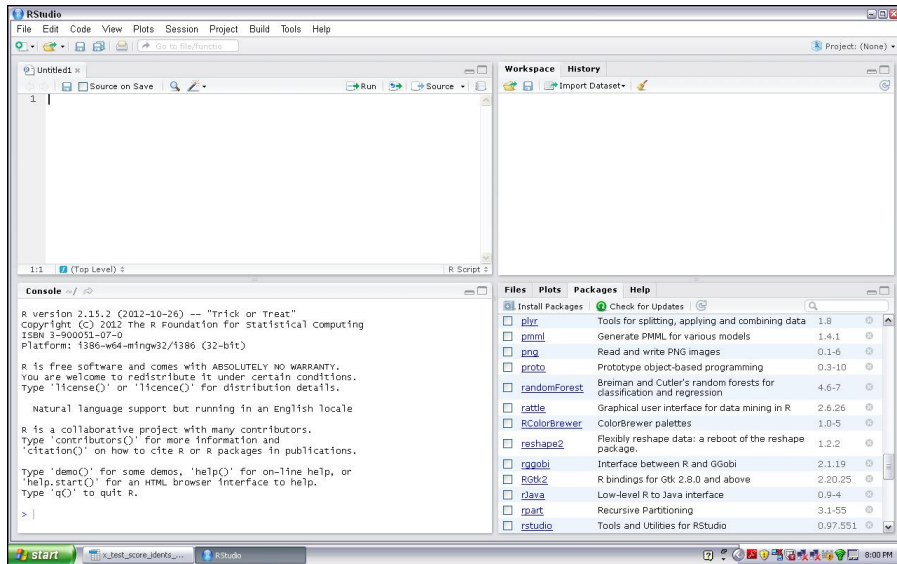 RStudio
File Edit Code View Plots Session Project Build Tools Help
Go to file/functio
Project: (None)
Untitled1
Source on Save
Run
Source
1
1:1
(Top Level)
R Script
Console ~/
R version 2.15.2 (2012-10-26) -- "Trick or Treat"
Copyright (C) 2012 The R Foundation for Statistical Computing
ISBN 3-900051-07-0
Platform: i386-w64-mingw32/i386 (32-bit)
R is free software and comes with ABSOLUTELY NO WARRANTY.
You are welcome to redistribute it under certain conditions.
Type 'license()' or 'licence()' for distribution details.
Natural language support but running in an English locale
R is a collaborative project with many contributors.
Type 'contributors()' for more information and
'citation()' on how to cite R or R packages in publications.
Type 'demo()' for some demos, 'help()' for on-line help, or
'help.start()' for an HTML browser interface to help.
Type 'q()' to quit R.
>
Workspace History
Import Dataset
Files Plots Packages Help
Install Packages Check for Updates
plyr Tools for splitting, applying and combining data 1.8
pmml Generate PMML for various models 1.4.1
png Read and write PNG images 0.1-6
proto Prototype object-based programming 0.3-10
randomForest Breiman and Cutler's random forests for
classification and regression 4.6-7
rattle Graphical user interface for data mining in R 2.6.26
RColorBrewer ColorBrewer palettes 1.0-5
reshape2 Flexibly reshape data: a reboot of the reshape
package. 1.2.2
rggobi Interface between R and GGobi 2.1.19
RGtk2 R bindings for Gtk 2.8.0 and above 2.20.25
rJava Low-level R to Java interface 0.9-4
rpart Recursive Partitioning 3.1-55
rstudio Tools and Utilities for RStudio 0.97.551
start
x_test_score_idents_...
RStudio
8:00 PM